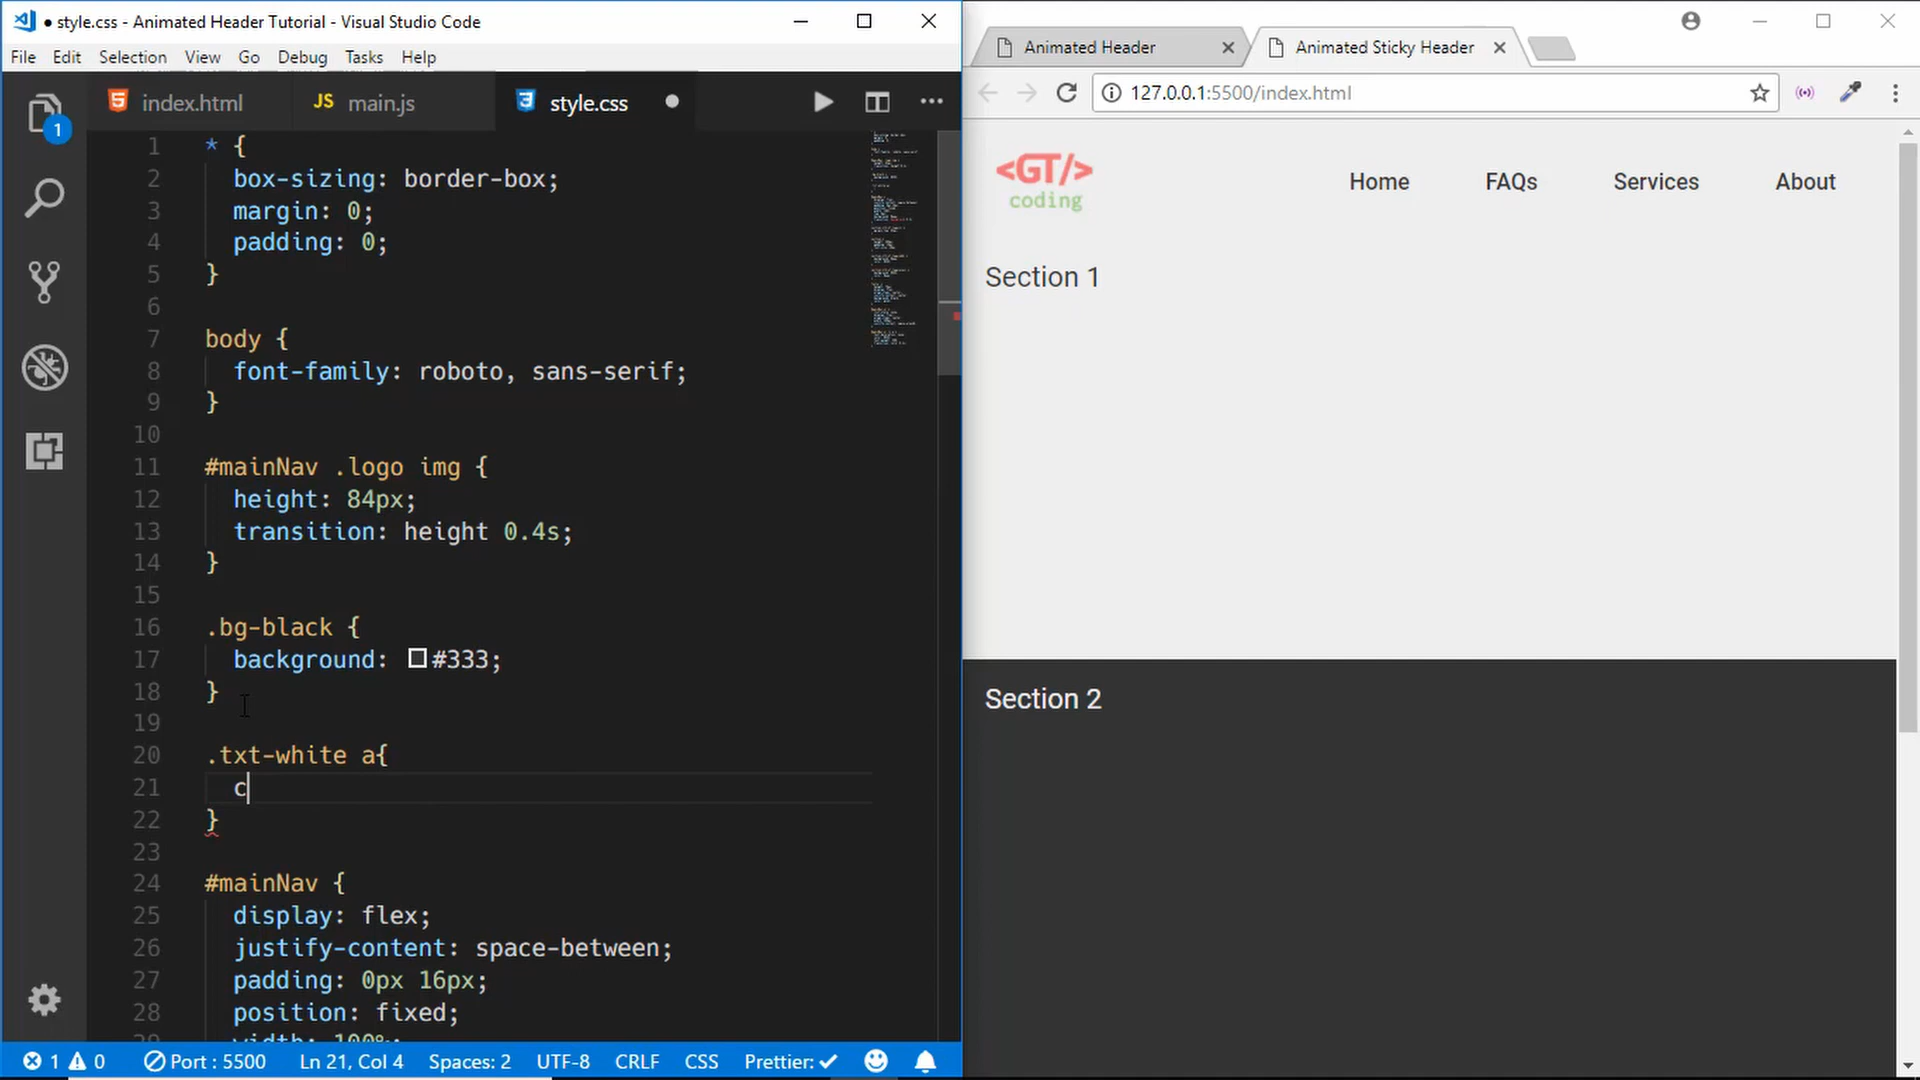 ● style.css - Animated Header Tutorial - Visual Studio Code
File Edit Selection View Go Debug Tasks Help
index.html JS main.js style.css
1
1 * {
2 box-sizing: border-box;
3 margin: 0;
4 padding: 0;
5 }
6
7 body {
8 font-family: roboto, sans-serif;
9 }
10
11 #mainNav .logo img {
12 height: 84px;
13 transition: height 0.4s;
14 }
15
16 .bg-black {
17 background: #333;
18 }
19
20 .txt-white a{
21 c
22 }
23
24 #mainNav {
25 display: flex;
26 justify-content: space-between;
27 padding: 0px 16px;
28 position: fixed;
1 0 Port : 5500 Ln 21, Col 4 Spaces: 2 UTF-8 CRLF CSS Prettier: ✓
Animated Header Animated Sticky Header
127.0.0.1:5500/index.html
<GT/>
coding
Home FAQs Services About
Section 1
Section 2